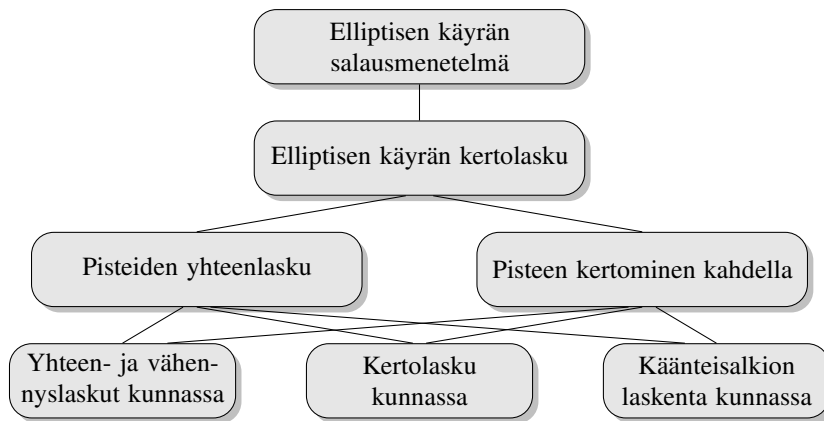 Elliptisen käyrän
salausmenetelmä
Elliptisen käyrän kertolasku
Pisteiden yhteenlasku
Pisteen kertominen kahdella
Yhteen- ja vähen-
nyslaskut kunnassa
Kertolasku
kunnassa
Käänteisalkion
laskenta kunnassa